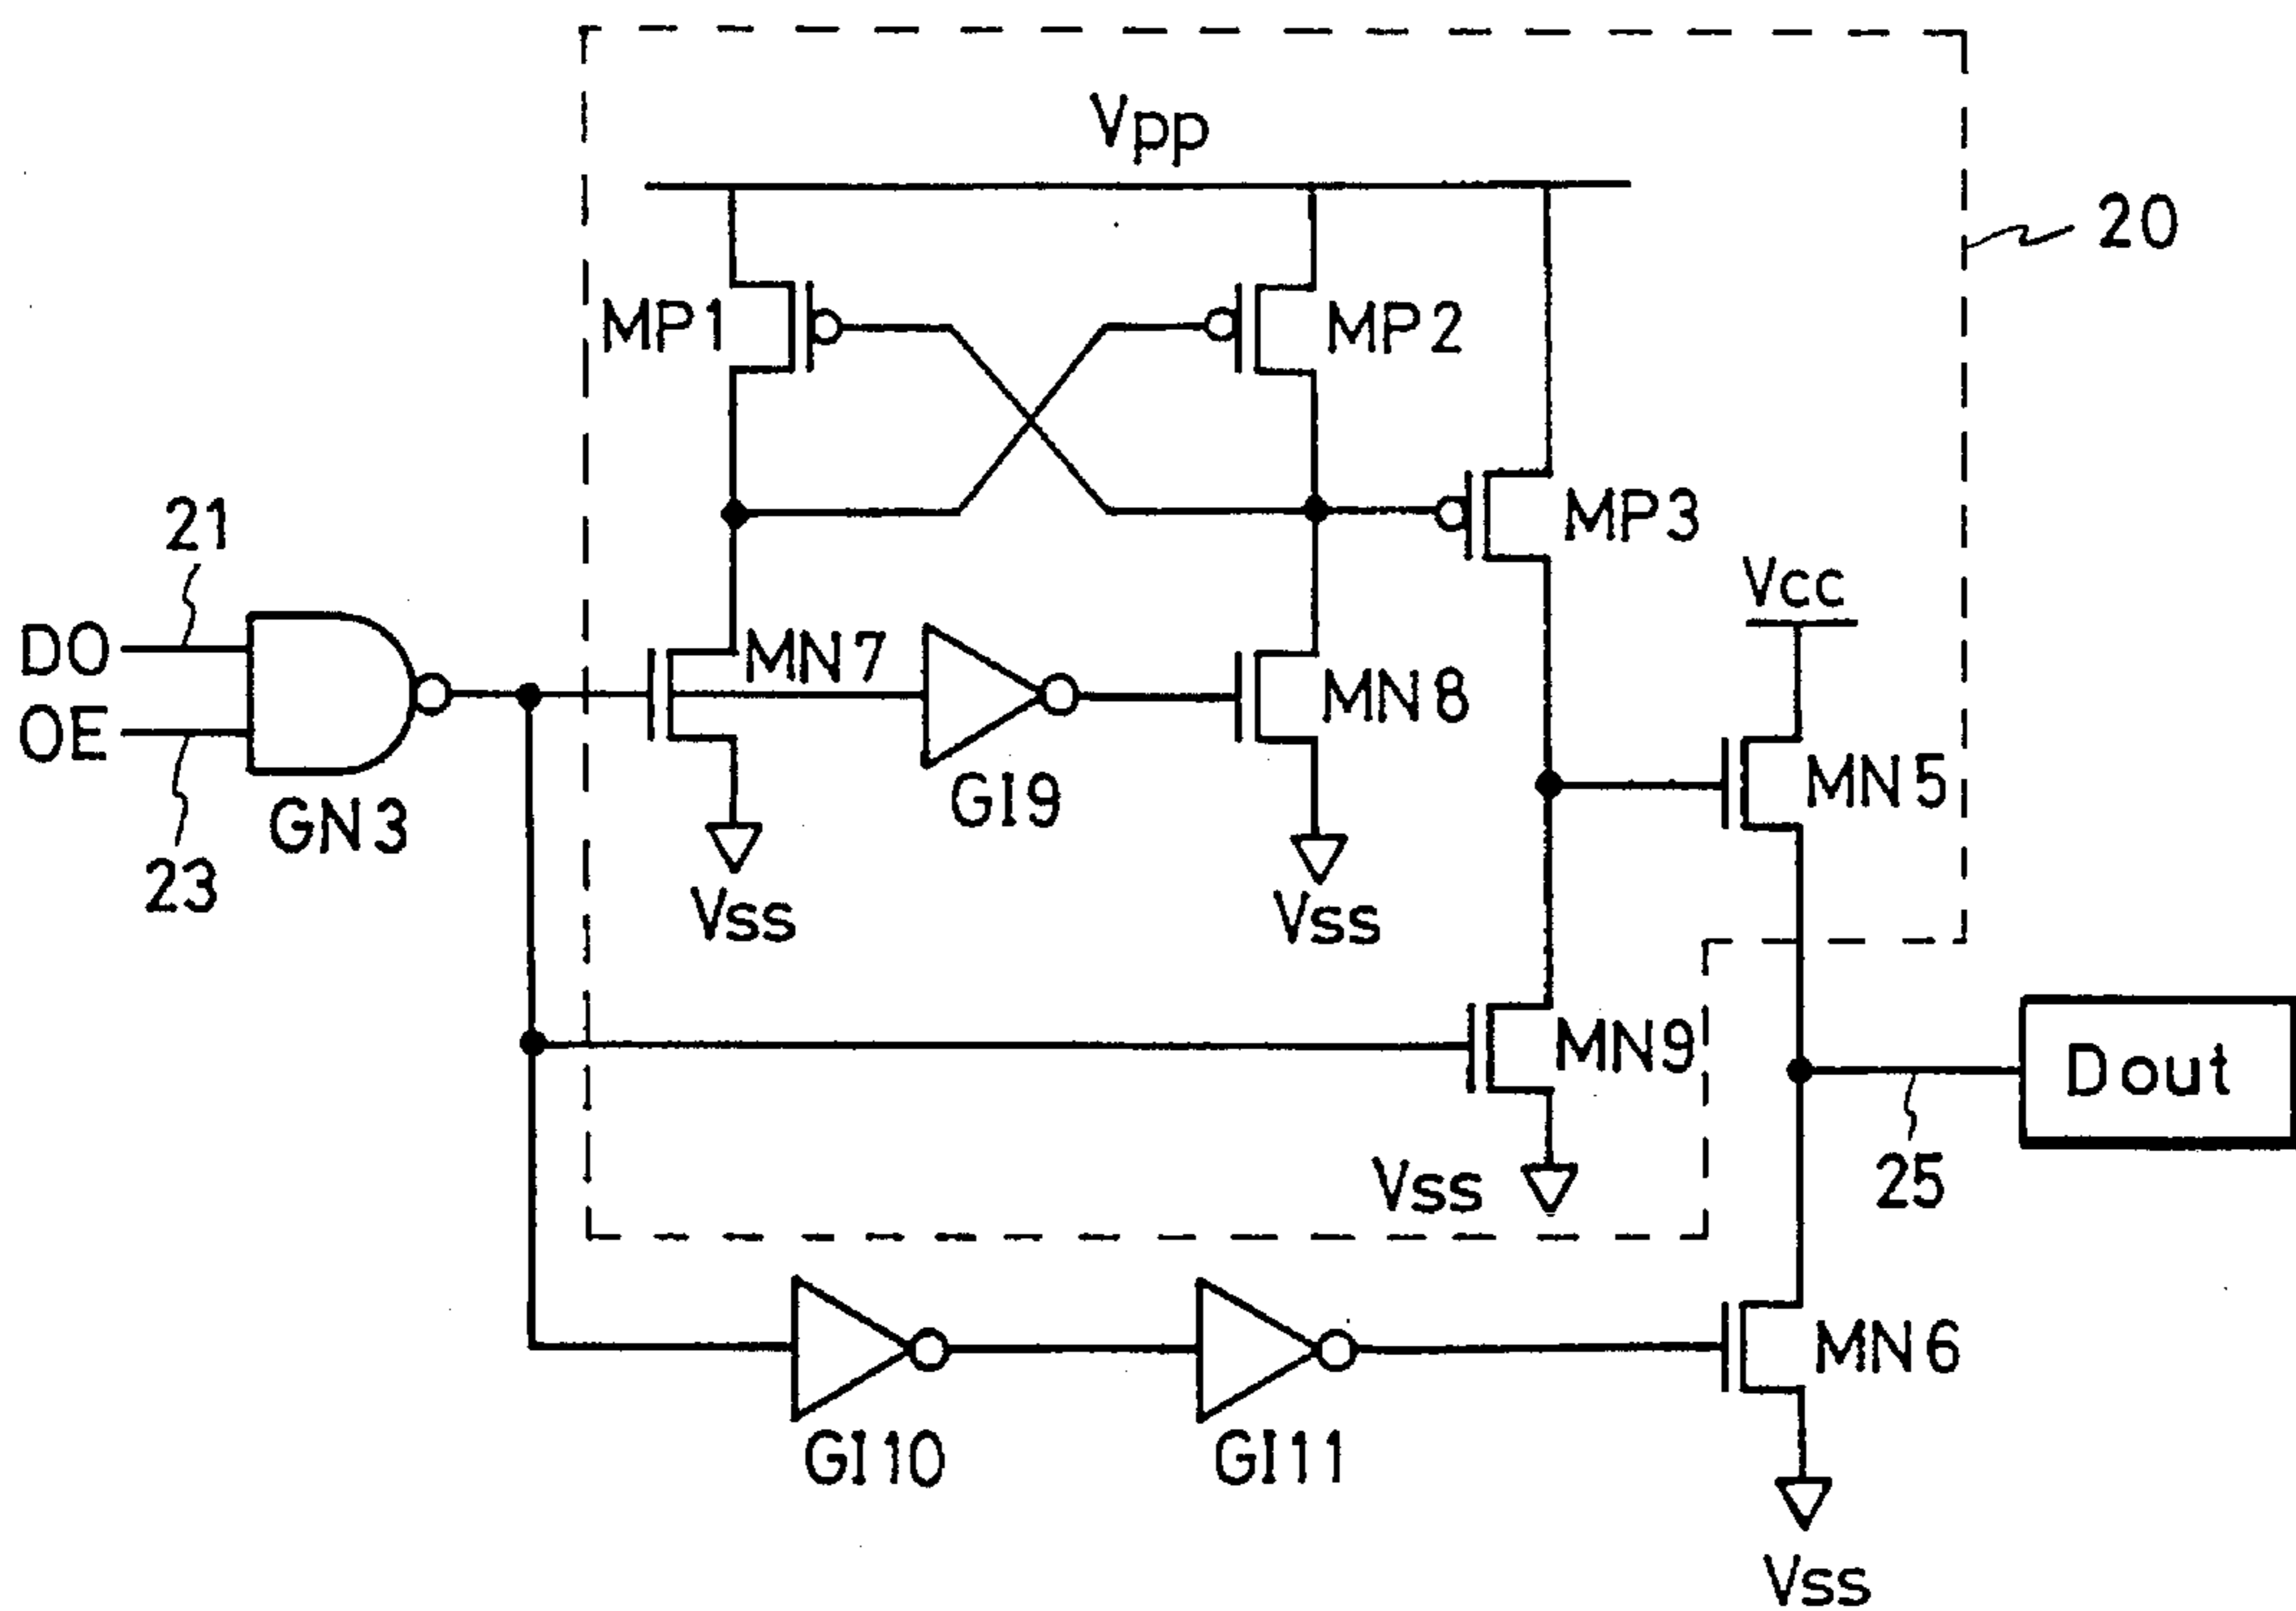 Vpp
20
MP1
MP2
MP3
21
Vcc
DO
MN7
MN8
OE
MN5
GI9
GN3
23
Vss
Vss
MN9
Dout
Vss
25
MN6
GI10
GI11
Vss